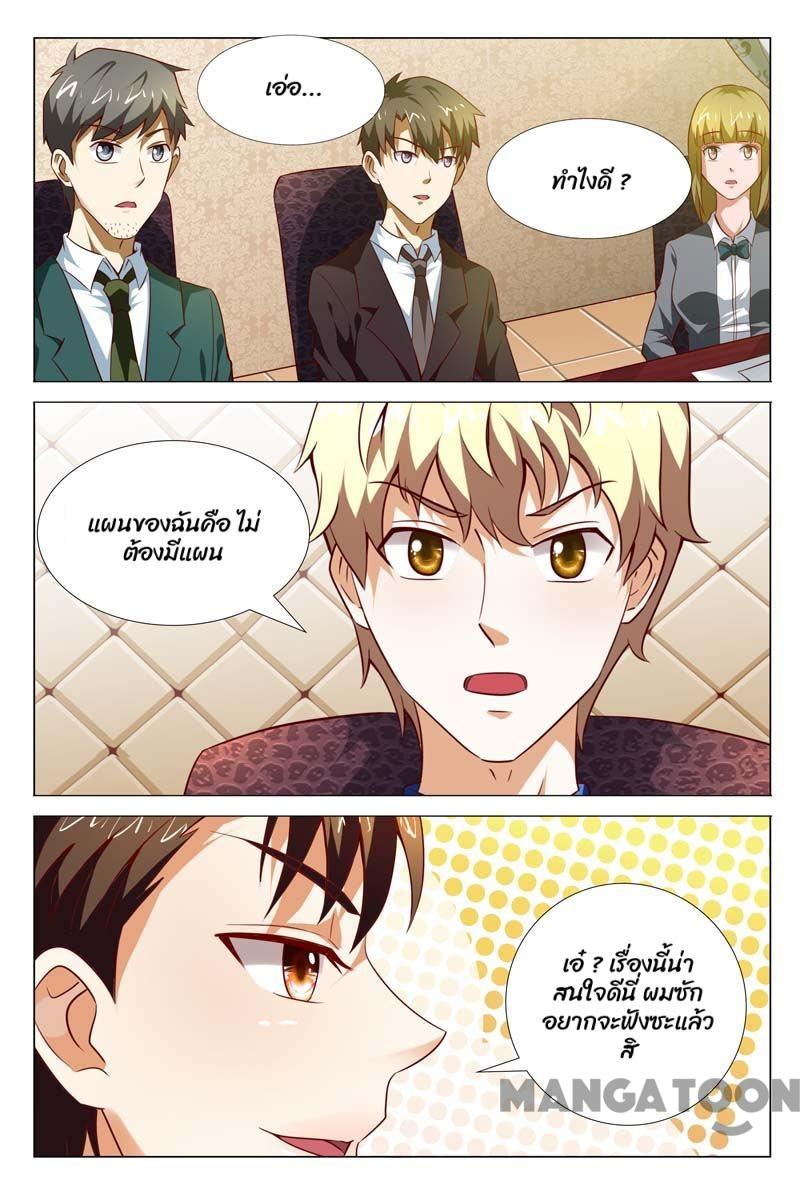 เอ่อ...
ทำไงดี ?
แผนของฉันคือ ไม่
ต้องมีแผน
เอ๋ ? เรื่องนี้น่า
สนใจดีนี่ ผมซัก
อยากจะฟังซะแล้ว
สิ
MANGATOON